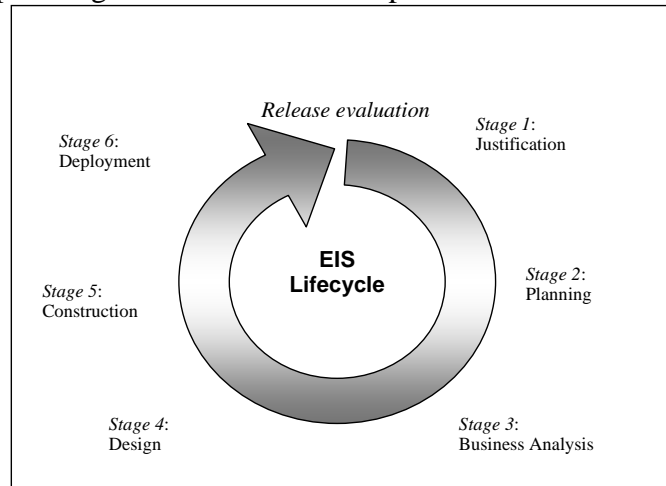 Release evaluation
Stage 1:
Justification
Stage 6:
Deployment
EIS
Lifecycle
Stage 2:
Planning
Stage 5:
Construction
Stage 3:
Business Analysis
Stage 4:
Design